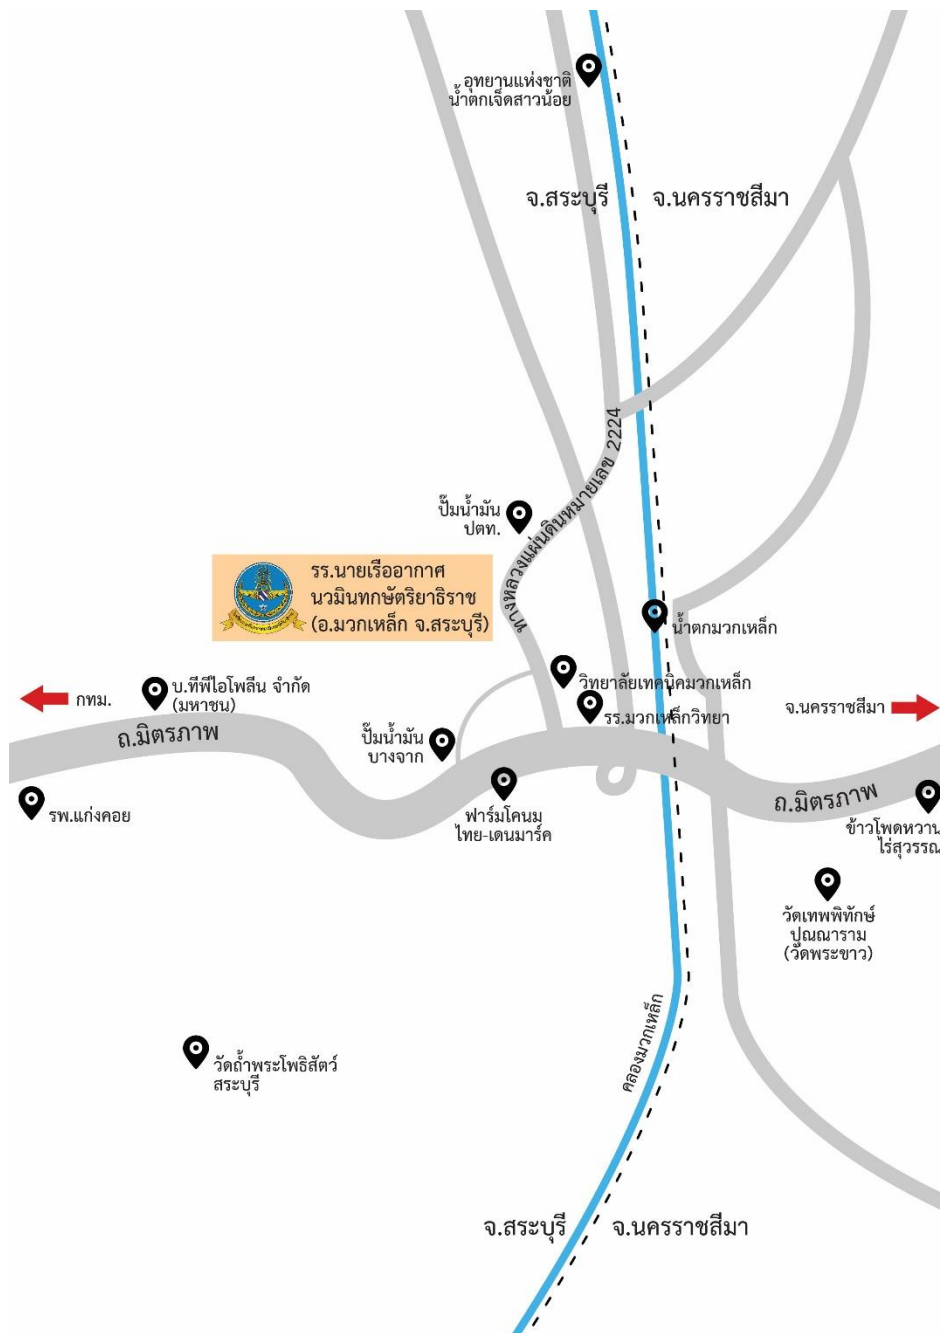 อุทยานแห่งชาติ
น้ำตกเจ็ดสาวน้อย
จ.สระบุรี
จ.นครราชสีมา
ทางหลวงแผ่นดินหมายเลข 2224
ปั๊มน้ำมัน
ปตท.
รร.นายเรืออากาศ
นวมินทกษัตริยาธิราช
(อ.มวกเหล็ก จ.สระบุรี)
น้ำตกมวกเหล็ก
วิทยาลัยเทคนิคมวกเหล็ก
รร.มวกเหล็กวิทยา
กทม.
บ.ทีพีไอโพลีน จำกัด
(มหาชน)
จ.นครราชสีมา
ถ.มิตรภาพ
ปั๊มน้ำมัน
บางจาก
รพ.แก่งคอย
ฟาร์มโคนม
ไทย-เดนมาร์ค
ถ.มิตรภาพ
ข้าวโพดหวาน
ไร่สุวรรณ
วัดเทพพิทักษ์
ปุณณาราม
(วัดพระขาว)
คลองมวกเหล็ก
วัดถ้ำพระโพธิสัตว์
สระบุรี
จ.สระบุรี
จ.นครราชสีมา